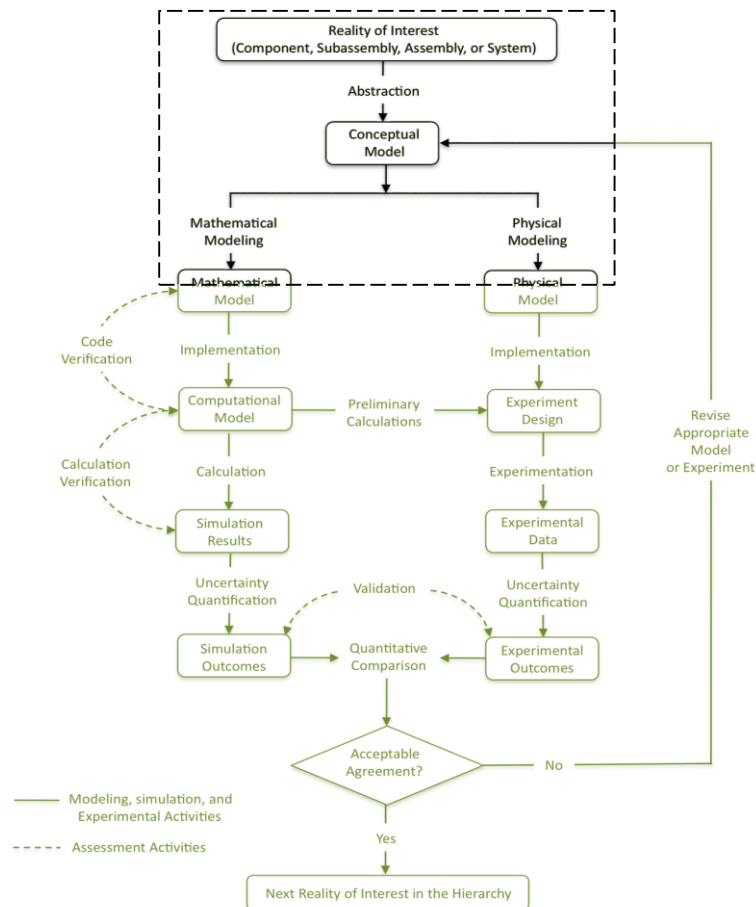 Reality of Interest
(Component, Subassembly, Assembly, or System)
Abstraction
Conceptual
Model
Mathematical
Modeling
Physical
Modeling
Mathematical
Model
Physical
Model
Code
Verification
Implementation
Implementation
Computational
Model
Preliminary
Calculations
Experiment
Design
Revise
Appropriate
Model
or Experiment
Calculation
Verification
Calculation
Experimentation
Simulation
Results
Experimental
Data
Uncertainty
Quantification
Validation
Uncertainty
Quantification
Simulation
Outcomes
Quantitative
Comparison
Experimental
Outcomes
Acceptable
Agreement?
No
Modeling, simulation, and
Experimental Activities
Yes
Assessment Activities
Next Reality of Interest in the Hierarchy